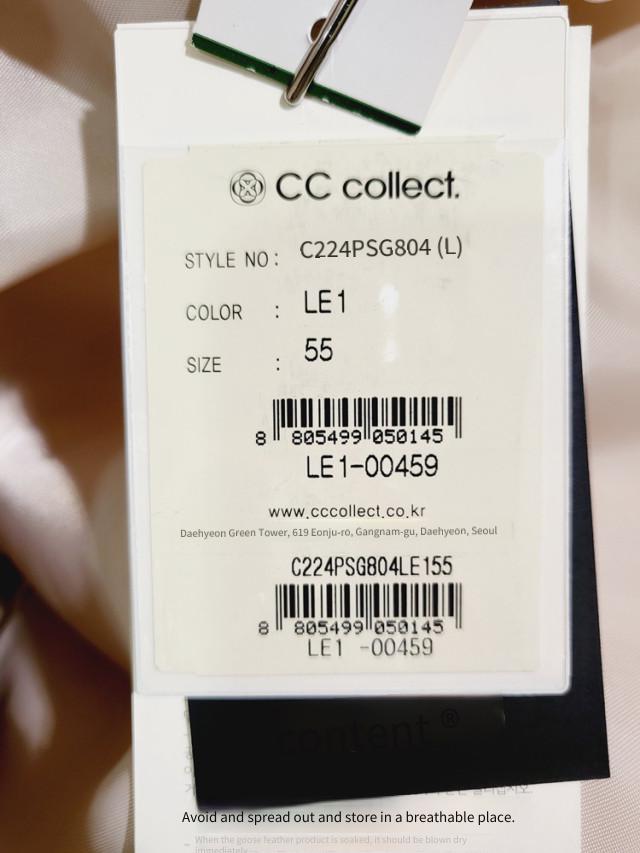 CC collect.
STYLE NO : C224PSG804 (L)
COLOR : LE1
SIZE : 55
8 805499 050145
LE1-00459
www.cccollect.co.kr
Daehyeon Green Tower, 619 Eonju-ro, Gangnam-gu, Daehyeon, Seoul
C224PSG804LE155
8 805499 050145
LE1 -00459
content ®
Avoid and spread out and store in a breathable place.
When the goose feather product is soaked, it should be blown dry
immediately